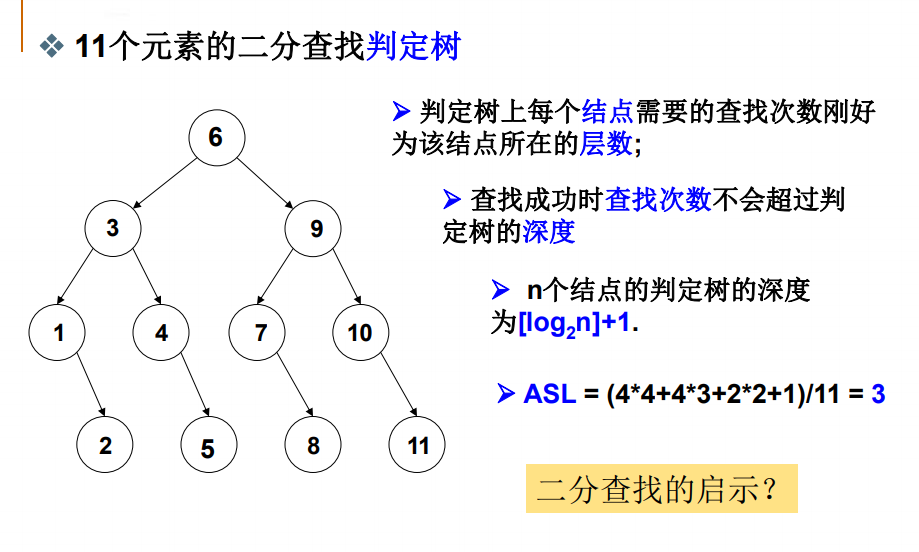 11个元素的二分查找判定树
判定树上每个结点需要的查找次数刚好
为该结点所在的层数;
查找成功时查找次数不会超过判
定树的深度
n个结点的判定树的深度
为[log₂n]+1.
ASL = (4*4+4*3+2*2+1)/11 = 3
二分查找的启示?
6
3 9
1 4 7 10
2 5 8 11